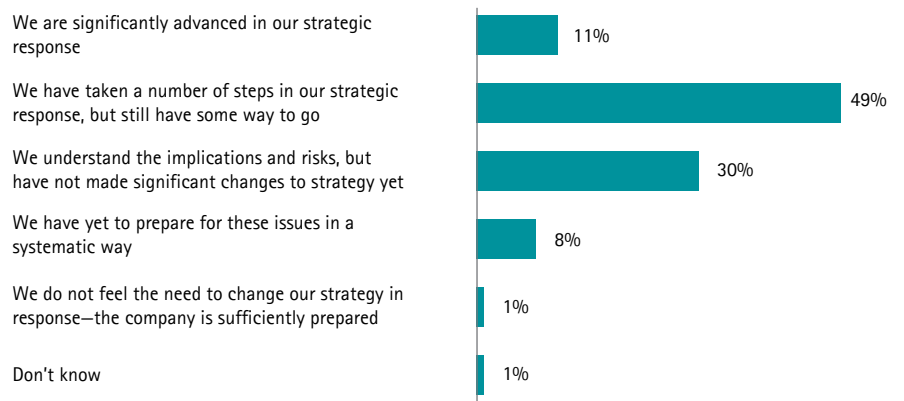 We are significantly advanced in our strategic
response
11%
We have taken a number of steps in our strategic
response, but still have some way to go
49%
We understand the implications and risks, but
have not made significant changes to strategy yet
30%
We have yet to prepare for these issues in a
systematic way
8%
We do not feel the need to change our strategy in
response—the company is sufficiently prepared
1%
Don't know
1%